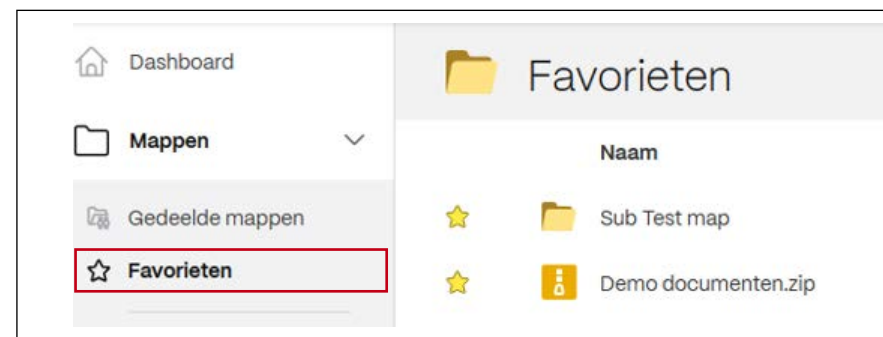 Dashboard
Mappen
Gedeelde mappen
Favorieten
Favorieten
Naam
Sub Test map
Demo documenten.zip